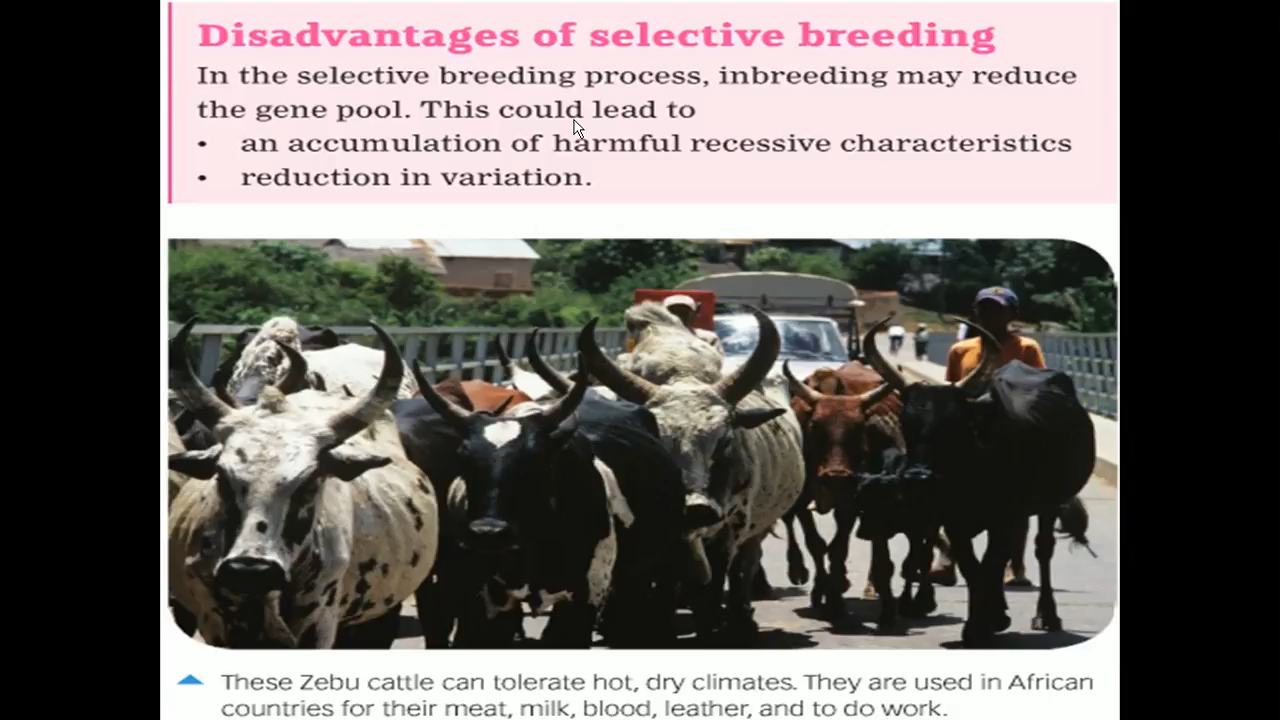 Disadvantages of selective breeding
In the selective breeding process, inbreeding may reduce
the gene pool. This could lead to
• an accumulation of harmful recessive characteristics
• reduction in variation.
These Zebu cattle can tolerate hot, dry climates. They are used in African
countries for their meat, milk, blood, leather, and to do work.